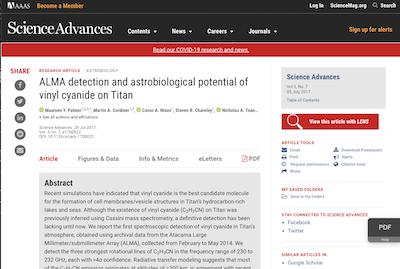 AAAS Become a Member Log In ScienceMag.org Search
ScienceAdvances Contents News Careers Journals Sign up for alerts
Read our COVID-19 research and news.
SHARE RESEARCH ARTICLE ASTROBIOLOGY
ALMA detection and astrobiological potential of
vinyl cyanide on Titan
Maureen Y. Palmer, Martin A. Cordiner, Conor A. Nixon, Steven B. Charnley, Nicholas A. Tean...
+ See all authors and affiliations
Science Advances 28 Jul 2017:
Vol. 3, no. 7, e1700022
DOI: 10.1126/sciadv.1700022
Article Figures & Data Info & Metrics eLetters PDF
Abstract
Recent simulations have indicated that vinyl cyanide is the best candidate molecule
for the formation of cell membranes/vesicle structures in Titan's hydrocarbon-rich
lakes and seas. Although the existence of vinyl cyanide (C2H3CN) on Titan was
previously inferred using Cassini mass spectrometry, a definitive detection has been
lacking until now. We report the first spectroscopic detection of vinyl cyanide in Titan's
atmosphere, obtained using archival data from the Atacama Large
Millimeter/submillimeter Array (ALMA), collected from February to May 2014. We
detect the three strongest rotational lines of C2H3CN in the frequency range of 230 to
232 GHz, each with >4σ confidence. Radiative transfer modeling suggests that
most of the C2H3CN emission originates at altitudes of >200 km, in agreement with recent
Science Advances
Vol 3, No. 7
05 July 2017
Table of Contents
View this article with LENS
ARTICLE TOOLS
Email
Download Powerpoint
Print
Alerts
Request permissions
Citation tools
Share
MY SAVED FOLDERS
Save to my folders
STAY CONNECTED TO SCIENCE ADVANCES
Facebook
Twitter
SIMILAR ARTICLES IN:
Google Scholar
PDF
Help